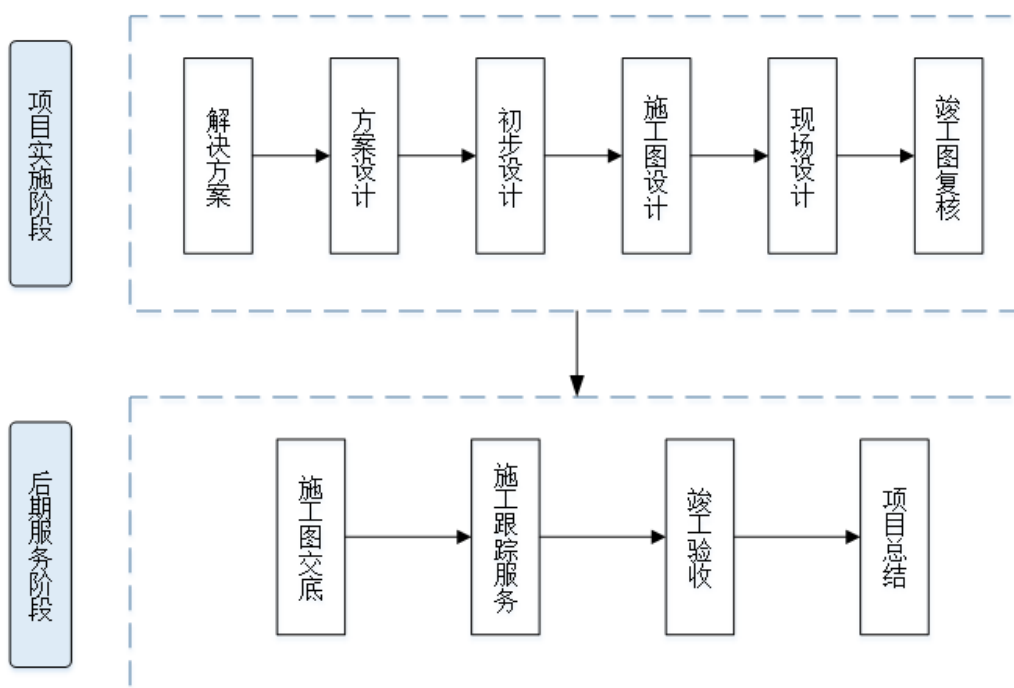 项目实施阶段
解决方案
方案设计
初步设计
施工图设计
现场设计
竣工图复核
后期服务阶段
施工图交底
施工跟踪服务
竣工验收
项目总结